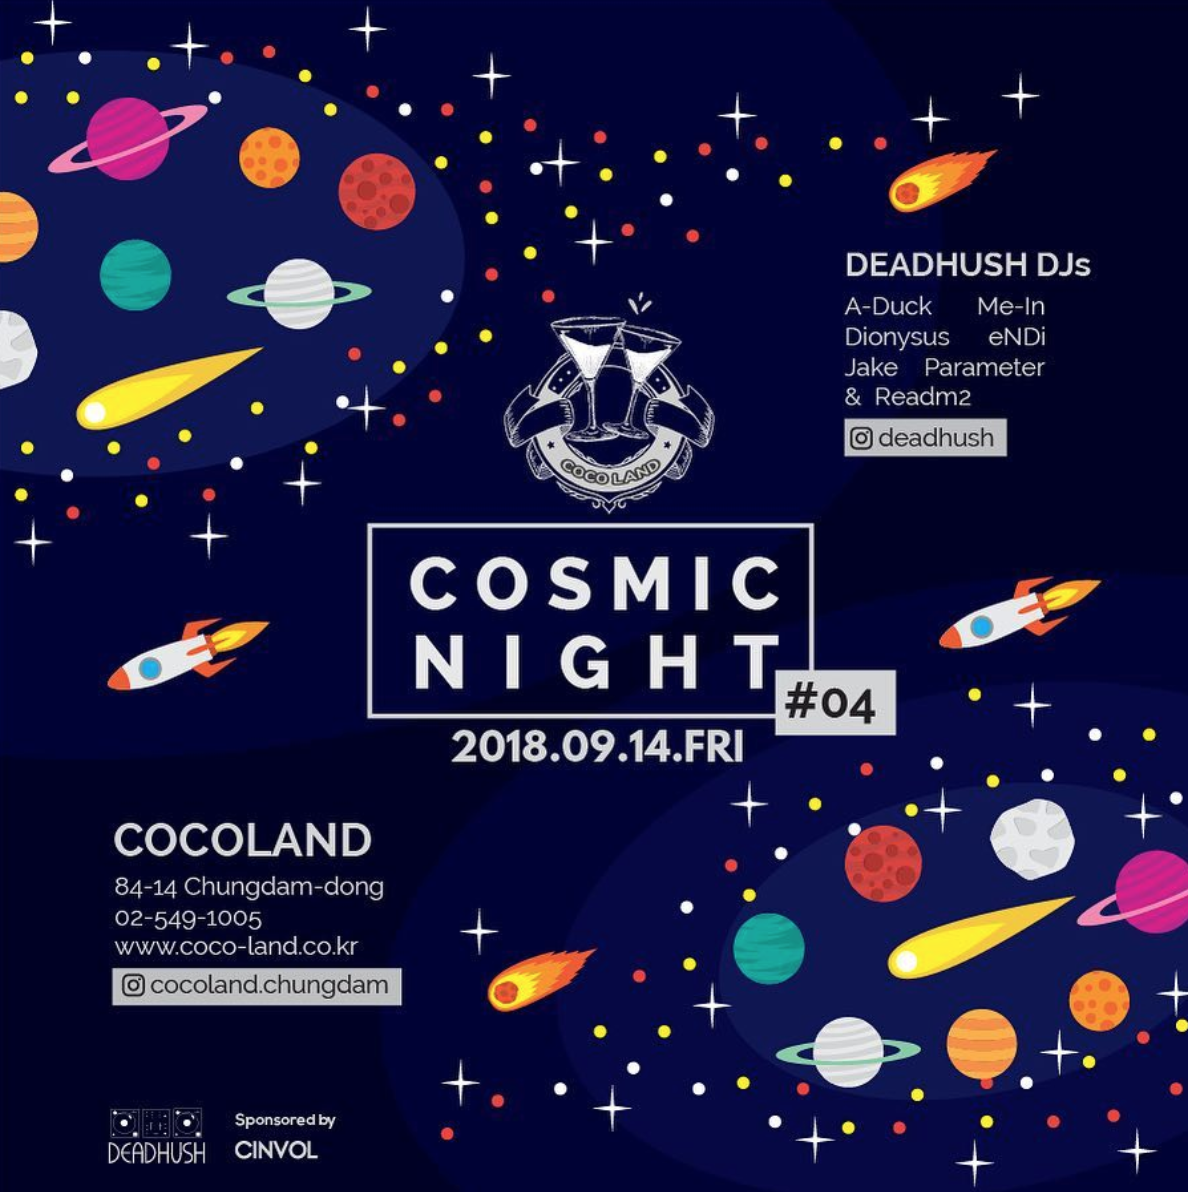 DEADHUSH DJs
A-Duck Me-In
Dionysus eNDi
Jake Parameter
& Readm2
deadhush
COCO LAND
COSMIC
NIGHT
#04
2018.09.14.FRI
COCOLAND
84-14 Chungdam-dong
02-549-1005
www.coco-land.co.kr
cocoland.chungdam
DEADHUSH
Sponsored by
CINVOL